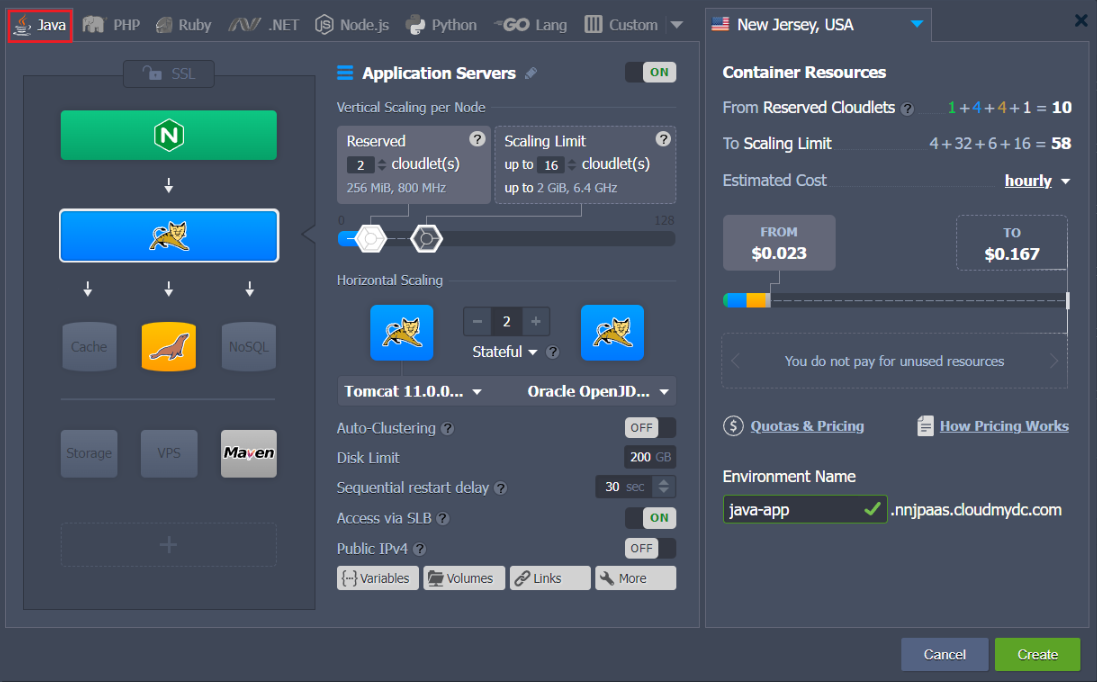 Java PHP Ruby .NET Node.js Python GO Lang Custom
SSL
N
Cache NoSQL
Storage VPS Maven
+
Application Servers ON
Vertical Scaling per Node
Reserved ?
2 cloudlet(s)
256 MiB, 800 MHz
Scaling Limit ?
up to 16 cloudlet(s)
up to 2 GiB, 6.4 GHz
0 128
Horizontal Scaling
− 2 +
Stateful ?
Tomcat 11.0.0... Oracle OpenJD...
Auto-Clustering ? OFF
Disk Limit 200 GB
Sequential restart delay ? 30 sec
Access via SLB ? ON
Public IPv4 ? OFF
Variables Volumes Links More
New Jersey, USA
Container Resources
From Reserved Cloudlets ? 1 + 4 + 4 + 1 = 10
To Scaling Limit 4 + 32 + 6 + 16 = 58
Estimated Cost hourly
FROM
$0.023
TO
$0.167
You do not pay for unused resources
$ Quotas & Pricing How Pricing Works
Environment Name
java-app .nnjpaas.cloudmydc.com
Cancel Create